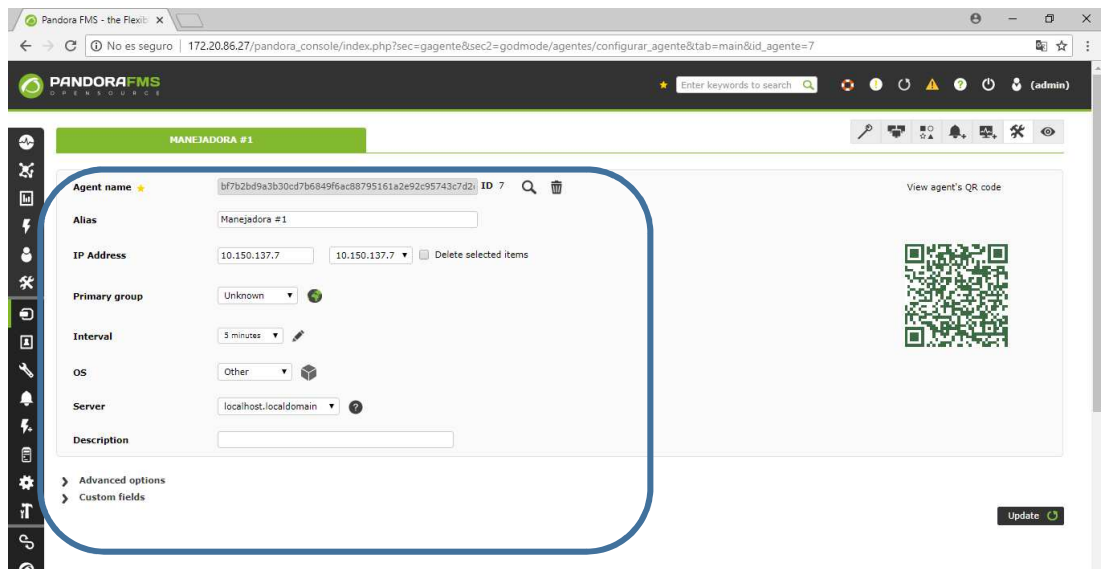 Pandora FMS - the Flexib
No es seguro | 172.20.86.27/pandora_console/index.php?sec=gagente&sec2=godmode/agentes/configurar_agente&tab=main&id_agente=7
PANDORAFMS
OPENSOURCE
Enter keywords to search
(admin)
MANEJADORA #1
Agent name
bf7b2bd9a3b30cd7b6849f6ac88795161a2e92c95743c7d2 ID 7
View agent's QR code
Alias
Manejadora #1
IP Address
10.150.137.7
10.150.137.7
Delete selected items
Primary group
Unknown
Interval
5 minutes
OS
Other
Server
localhost.localdomain
Description
Advanced options
Custom fields
Update